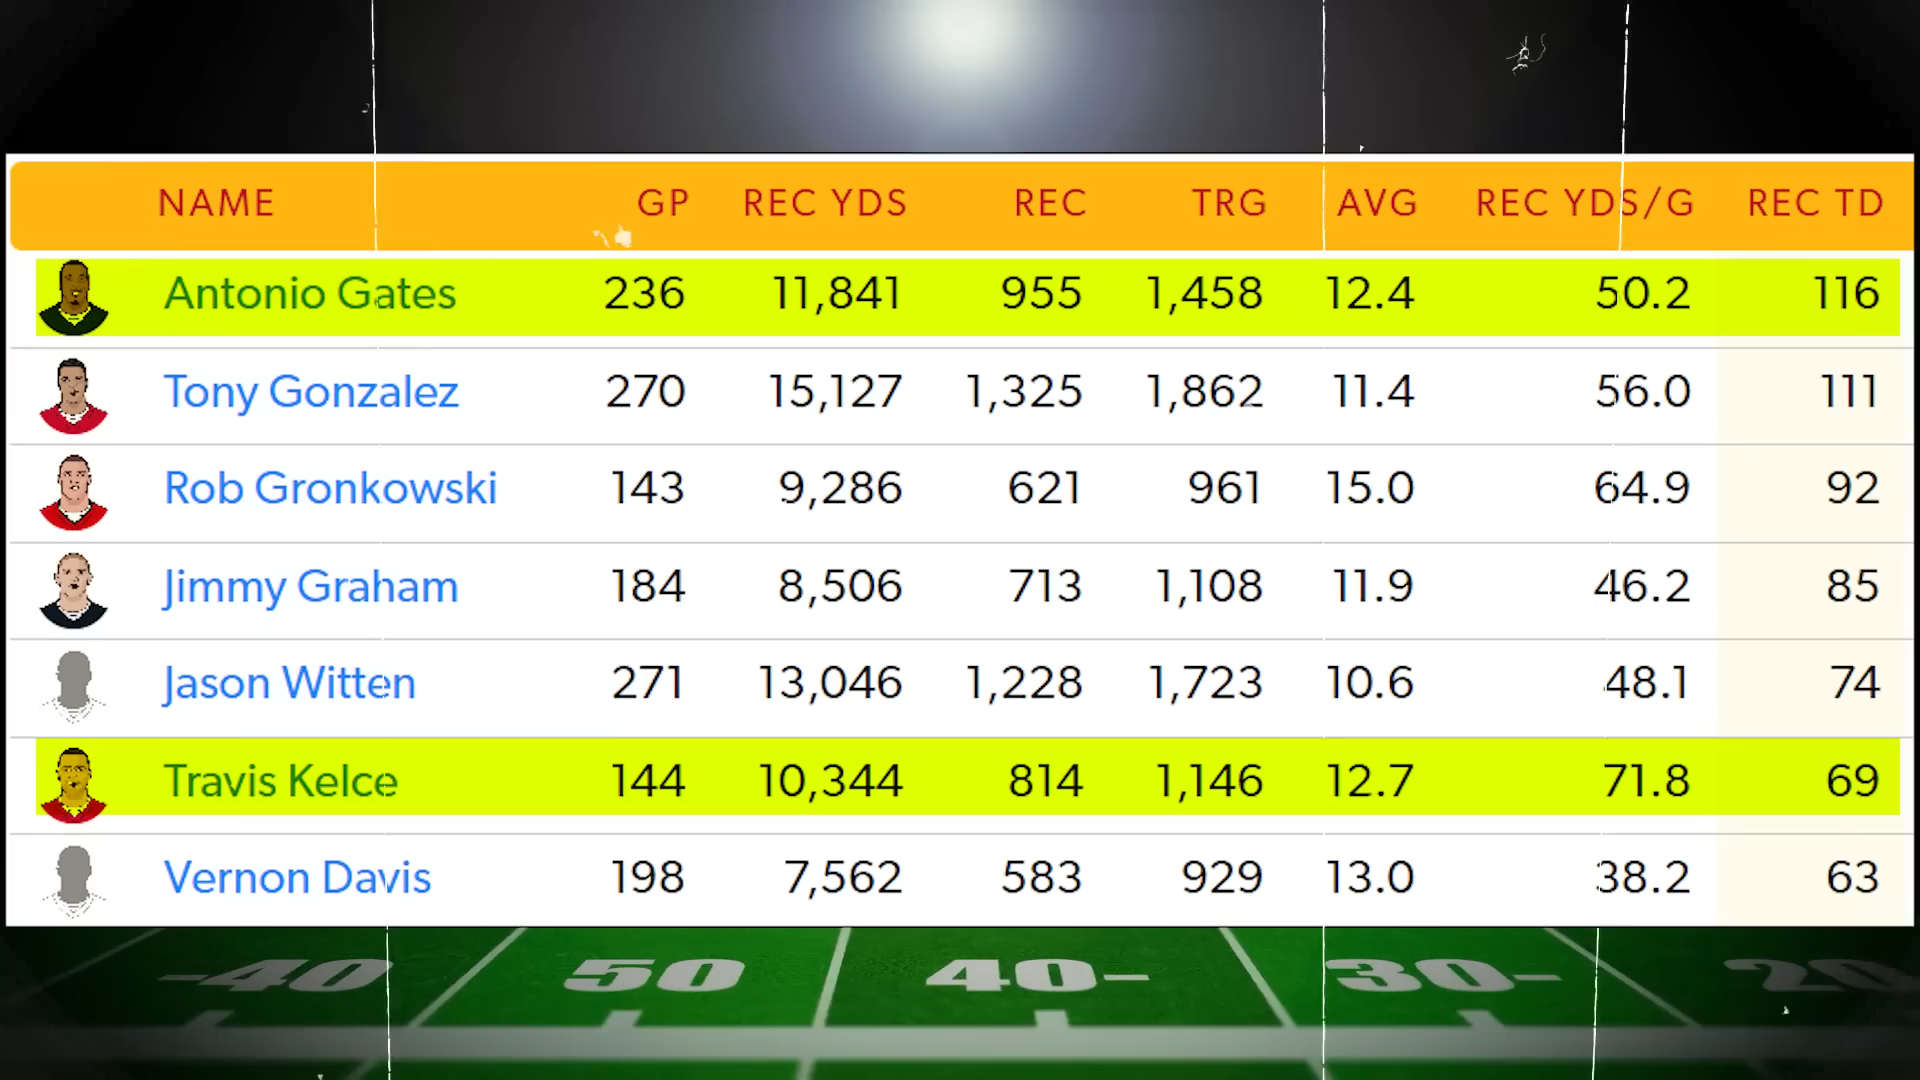 NAME GP REC YDS REC TRG AVG REC YDS/G REC TD
Antonio Gates 236 11,841 955 1,458 12.4 50.2 116
Tony Gonzalez 270 15,127 1,325 1,862 11.4 56.0 111
Rob Gronkowski 143 9,286 621 961 15.0 64.9 92
Jimmy Graham 184 8,506 713 1,108 11.9 46.2 85
Jason Witten 271 13,046 1,228 1,723 10.6 48.1 74
Travis Kelce 144 10,344 814 1,146 12.7 71.8 69
Vernon Davis 198 7,562 583 929 13.0 38.2 63
-40 50 40- 30- 20